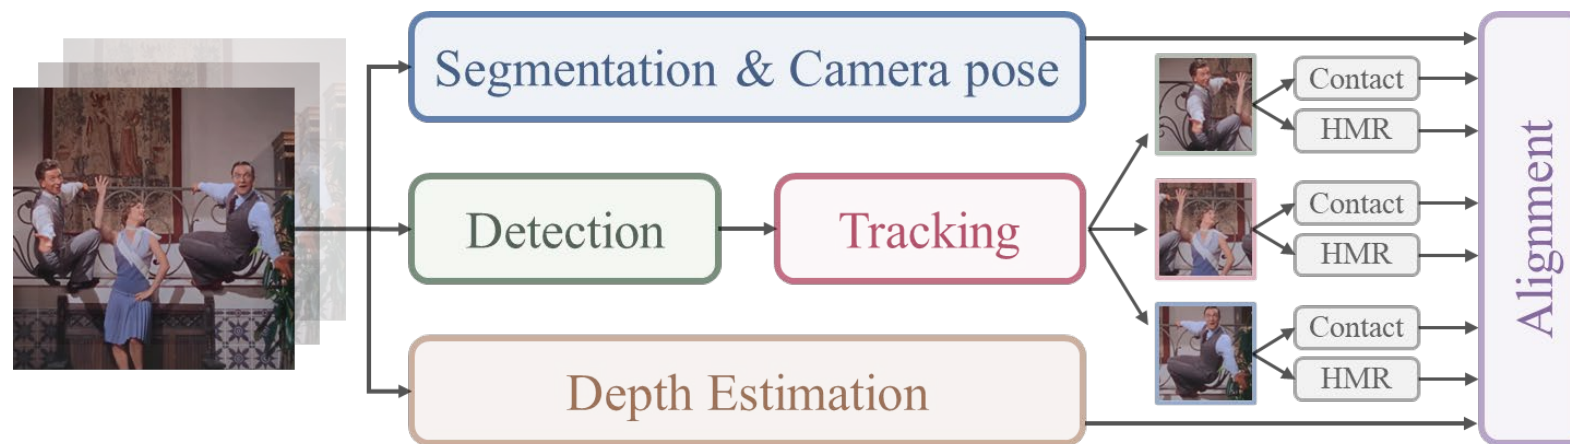 Segmentation & Camera pose
Detection
Tracking
Depth Estimation
Contact
HMR
Contact
HMR
Contact
HMR
Alignment